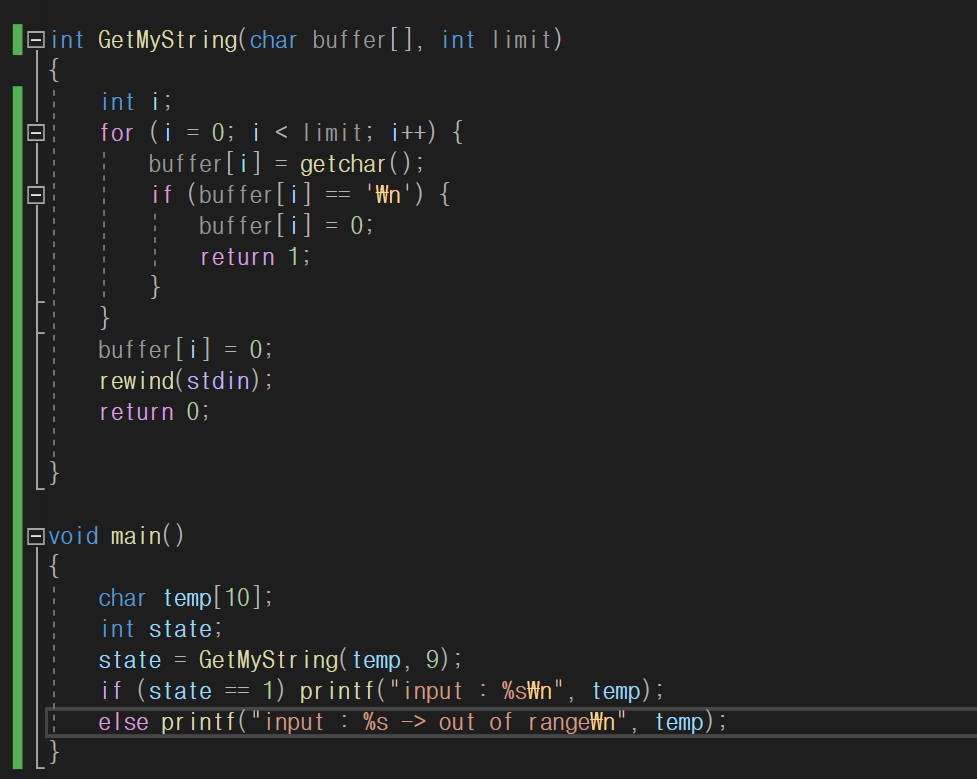 int GetMyString(char buffer[], int limit)
{
int i;
for (i = 0; i < limit; i++) {
buffer[i] = getchar();
if (buffer[i] == '₩n') {
buffer[i] = 0;
return 1;
}
}
buffer[i] = 0;
rewind(stdin);
return 0;
}
void main()
{
char temp[10];
int state;
state = GetMyString(temp, 9);
if (state == 1) printf("input : %s₩n", temp);
else printf("input : %s -> out of range₩n", temp);
}